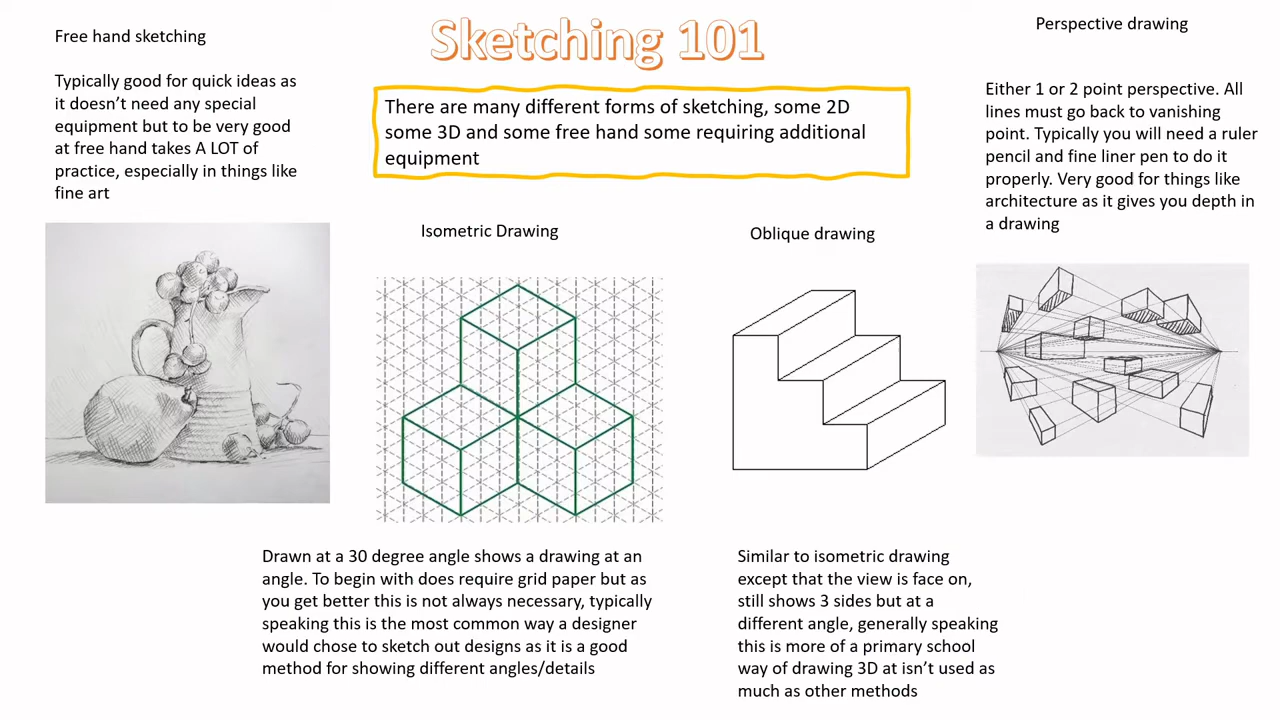 Sketching 101
There are many different forms of sketching, some 2D
some 3D and some free hand some requiring additional
equipment
Free hand sketching
Typically good for quick ideas as
it doesn’t need any special
equipment but to be very good
at free hand takes A LOT of
practice, especially in things like
fine art
Isometric Drawing
Drawn at a 30 degree angle shows a drawing at an
angle. To begin with does require grid paper but as
you get better this is not always necessary, typically
speaking this is the most common way a designer
would chose to sketch out designs as it is a good
method for showing different angles/details
Oblique drawing
Similar to isometric drawing
except that the view is face on,
still shows 3 sides but at a
different angle, generally speaking
this is more of a primary school
way of drawing 3D at isn’t used as
much as other methods
Perspective drawing
Either 1 or 2 point perspective. All
lines must go back to vanishing
point. Typically you will need a ruler
pencil and fine liner pen to do it
properly. Very good for things like
architecture as it gives you depth in
a drawing